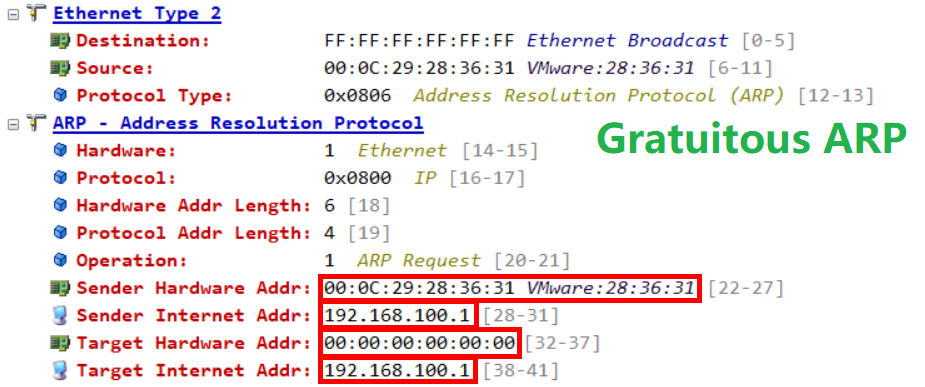 Ethernet Type 2
Destination: FF:FF:FF:FF:FF:FF Ethernet Broadcast [0-5]
Source: 00:0C:29:28:36:31 VMware:28:36:31 [6-11]
Protocol Type: 0x0806 Address Resolution Protocol (ARP) [12-13]
ARP - Address Resolution Protocol
Gratuitous ARP
Hardware: 1 Ethernet [14-15]
Protocol: 0x0800 IP [16-17]
Hardware Addr Length: 6 [18]
Protocol Addr Length: 4 [19]
Operation: 1 ARP Request [20-21]
Sender Hardware Addr: 00:0C:29:28:36:31 VMware:28:36:31 [22-27]
Sender Internet Addr: 192.168.100.1 [28-31]
Target Hardware Addr: 00:00:00:00:00:00 [32-37]
Target Internet Addr: 192.168.100.1 [38-41]